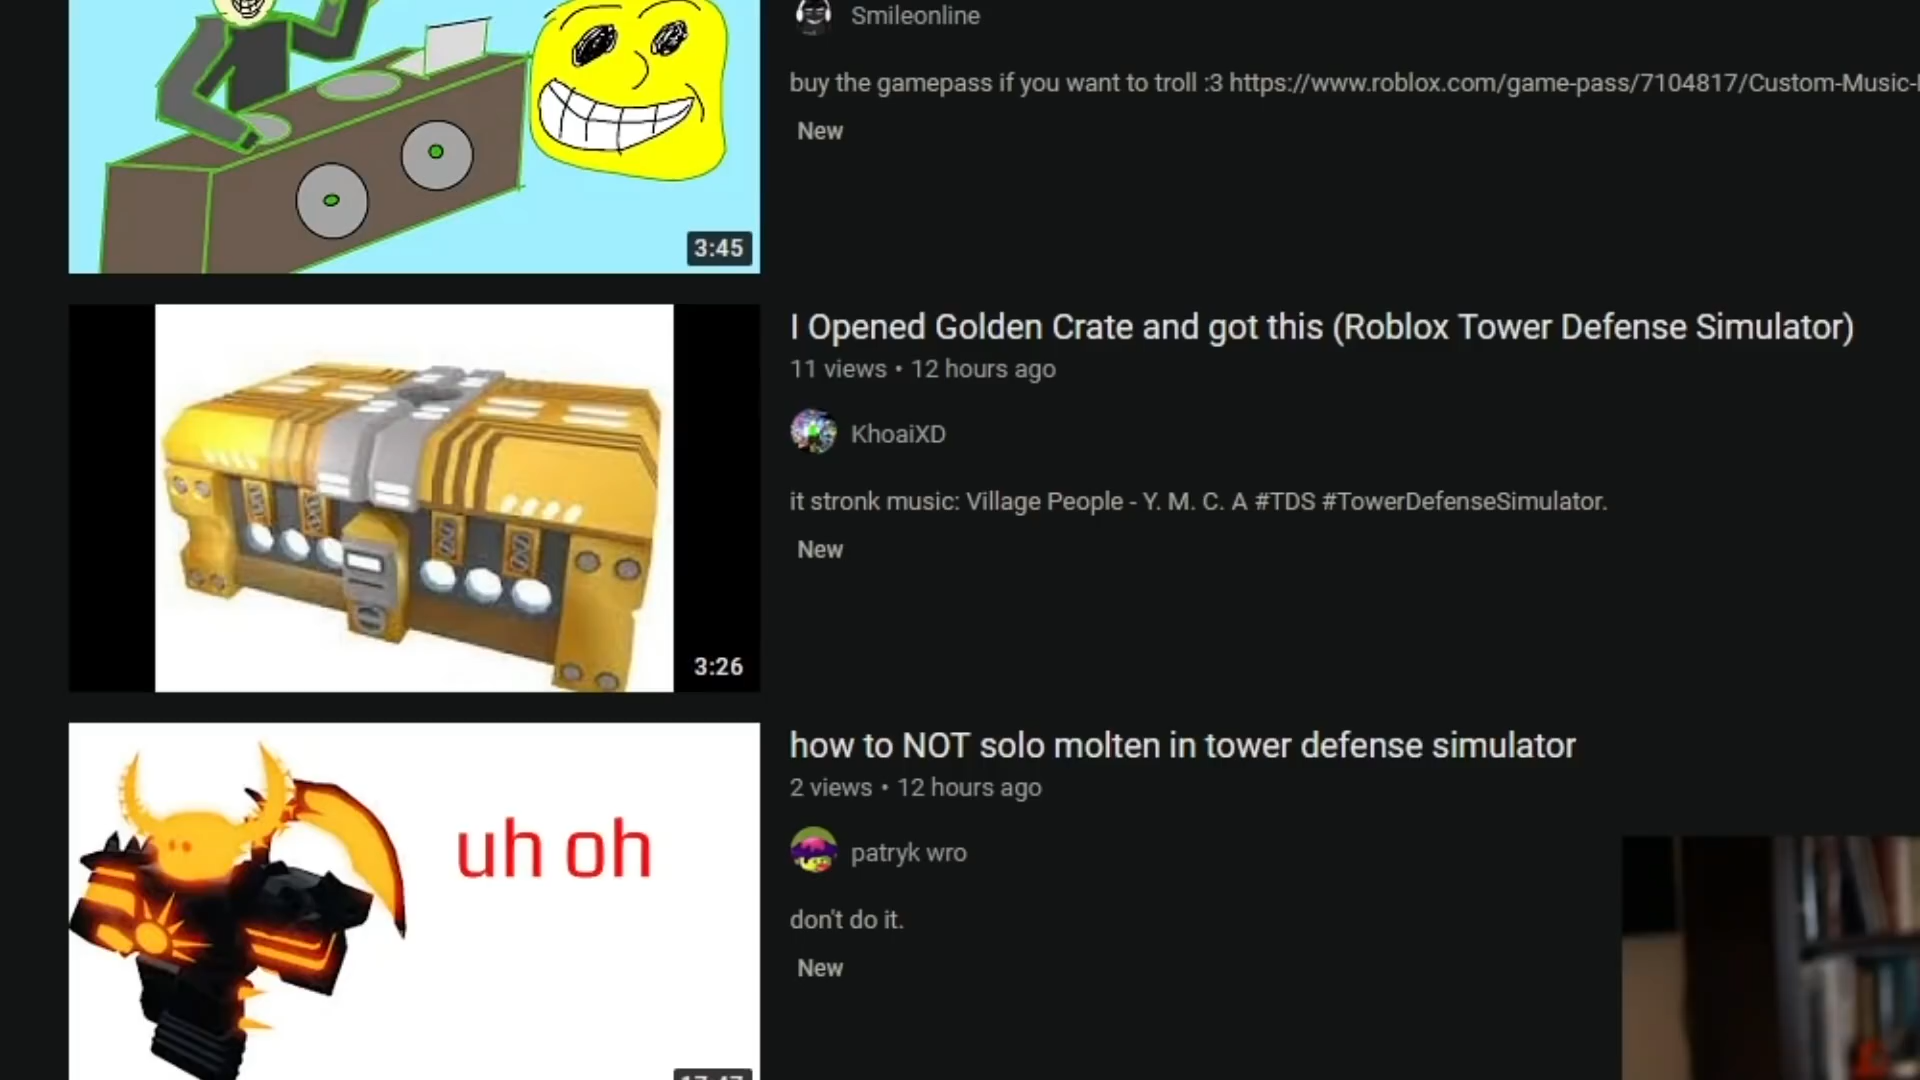 Smileonline
buy the gamepass if you want to troll :3 https://www.roblox.com/game-pass/7104817/Custom-Music-
New
3:45
I Opened Golden Crate and got this (Roblox Tower Defense Simulator)
11 views • 12 hours ago
KhoaiXD
it stronk music: Village People - Y. M. C. A #TDS #TowerDefenseSimulator.
New
3:26
how to NOT solo molten in tower defense simulator
2 views • 12 hours ago
uh oh
patryk wro
don't do it.
New